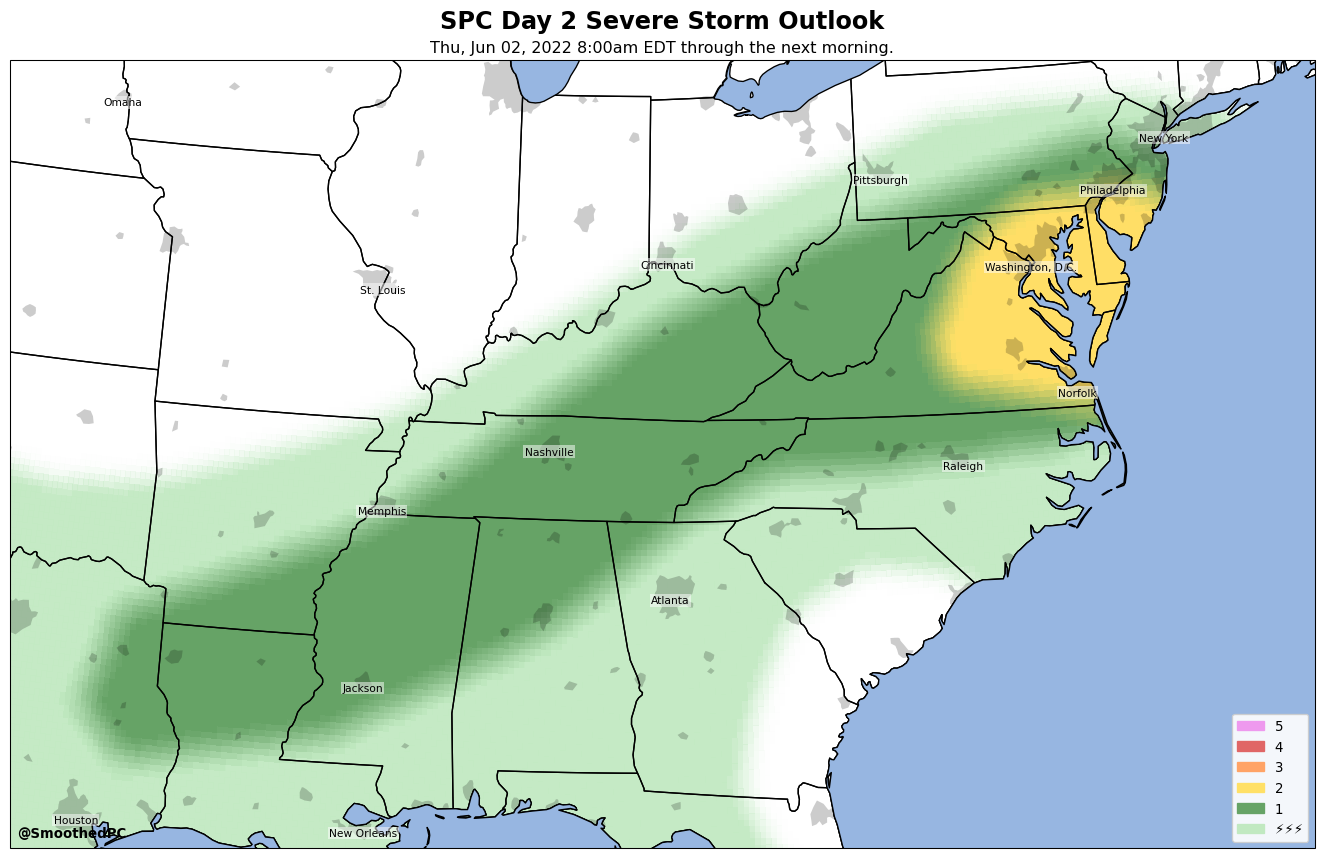 SPC Day 2 Severe Storm Outlook
Thu, Jun 02, 2022 8:00am EDT through the next morning.
Omaha
New York
Pittsburgh
Philadelphia
Cincinnati
Washington, D.C.
St. Louis
Norfolk
Nashville
Raleigh
Memphis
Atlanta
Jackson
5
4
3
2
1
⚡⚡⚡
Houston
New Orleans
@SmoothedPC